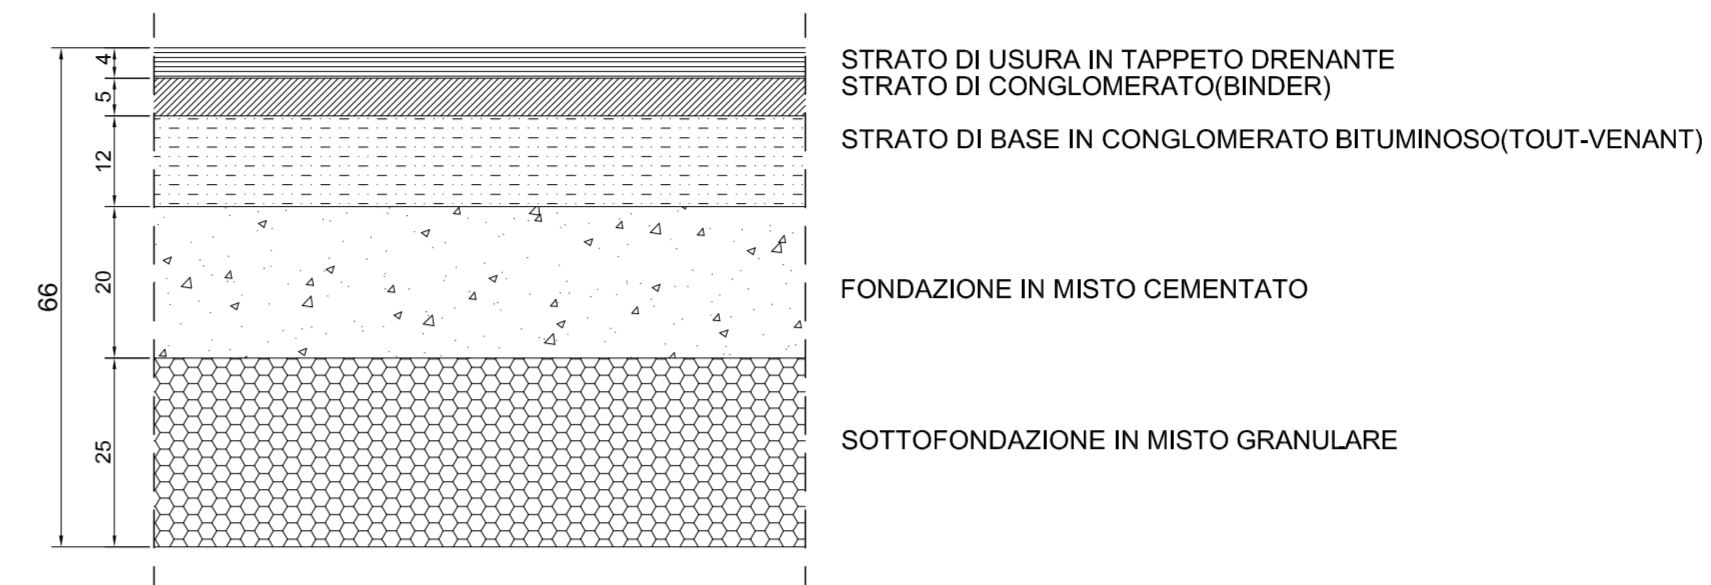 4
STRATO DI USURA IN TAPPETO DRENANTE
5
STRATO DI CONGLOMERATO(BINDER)
12
STRATO DI BASE IN CONGLOMERATO BITUMINOSO(TOUT-VENANT)
66
20
FONDAZIONE IN MISTO CEMENTATO
25
SOTTOFONDAZIONE IN MISTO GRANULARE